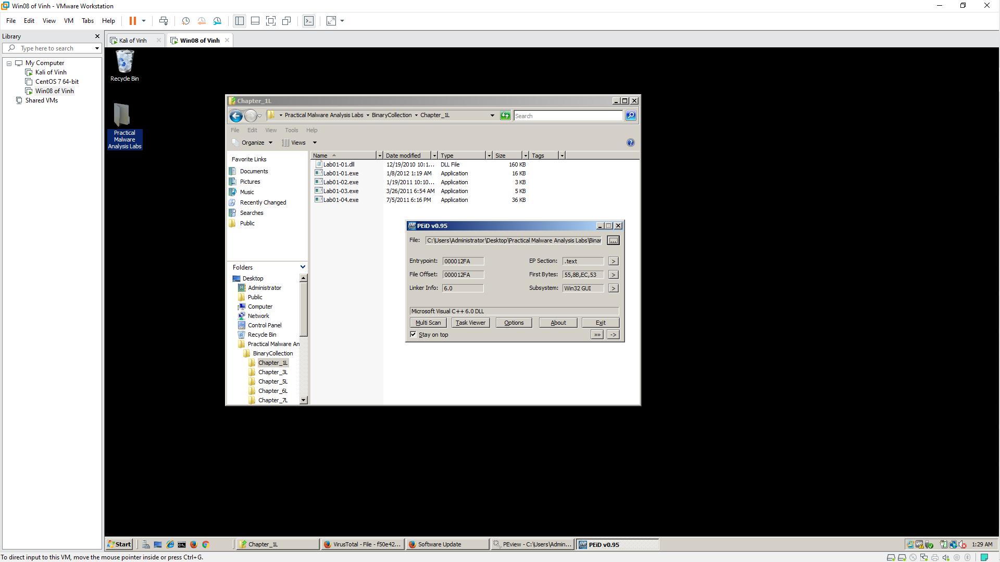 Win08 of Vinh - VMware Workstation
File Edit View VM Tabs Help
Library
Type here to search
My Computer
Kali of Vinh
CentOS 7 64-bit
Win08 of Vinh
Shared VMs
Kali of Vinh
Win08 of Vinh
Recycle Bin
Practical
Malware
Analysis Labs
Chapter_1L
Practical Malware Analysis Labs BinaryCollection Chapter_1L
Search
File Edit View Tools Help
Organize Views
Favorite Links
Documents
Pictures
Music
Recently Changed
Searches
Public
Folders
Desktop
Administrator
Public
Computer
Network
Control Panel
Recycle Bin
Practical Malware An
BinaryCollection
Chapter_1L
Chapter_3L
Chapter_5L
Chapter_6L
Chapter_7L
Name Date modified Type Size Tags
Lab01-01.dll 12/19/2010 10:1... DLL File 160 KB
Lab01-01.exe 1/8/2012 1:19 AM Application 16 KB
Lab01-02.exe 1/19/2011 10:10... Application 3 KB
Lab01-03.exe 3/26/2011 6:54 AM Application 5 KB
Lab01-04.exe 7/5/2011 6:16 PM Application 36 KB
PEiD v0.95
File: C:\Users\Administrator\Desktop\Practical Malware Analysis Labs\Binar ...
Entrypoint: 000012FA EP Section: .text >
File Offset: 000012FA First Bytes: 55,8B,EC,53 >
Linker Info: 6.0 Subsystem: Win32 GUI >
Microsoft Visual C++ 6.0 DLL
Multi Scan Task Viewer Options About Exit
Stay on top »» ->
Start Chapter_1L VirusTotal - File - f50e42... Software Update PEview - C:\Users\Admin... PEiD v0.95 1:29 AM
To direct input to this VM, move the mouse pointer inside or press Ctrl+G.